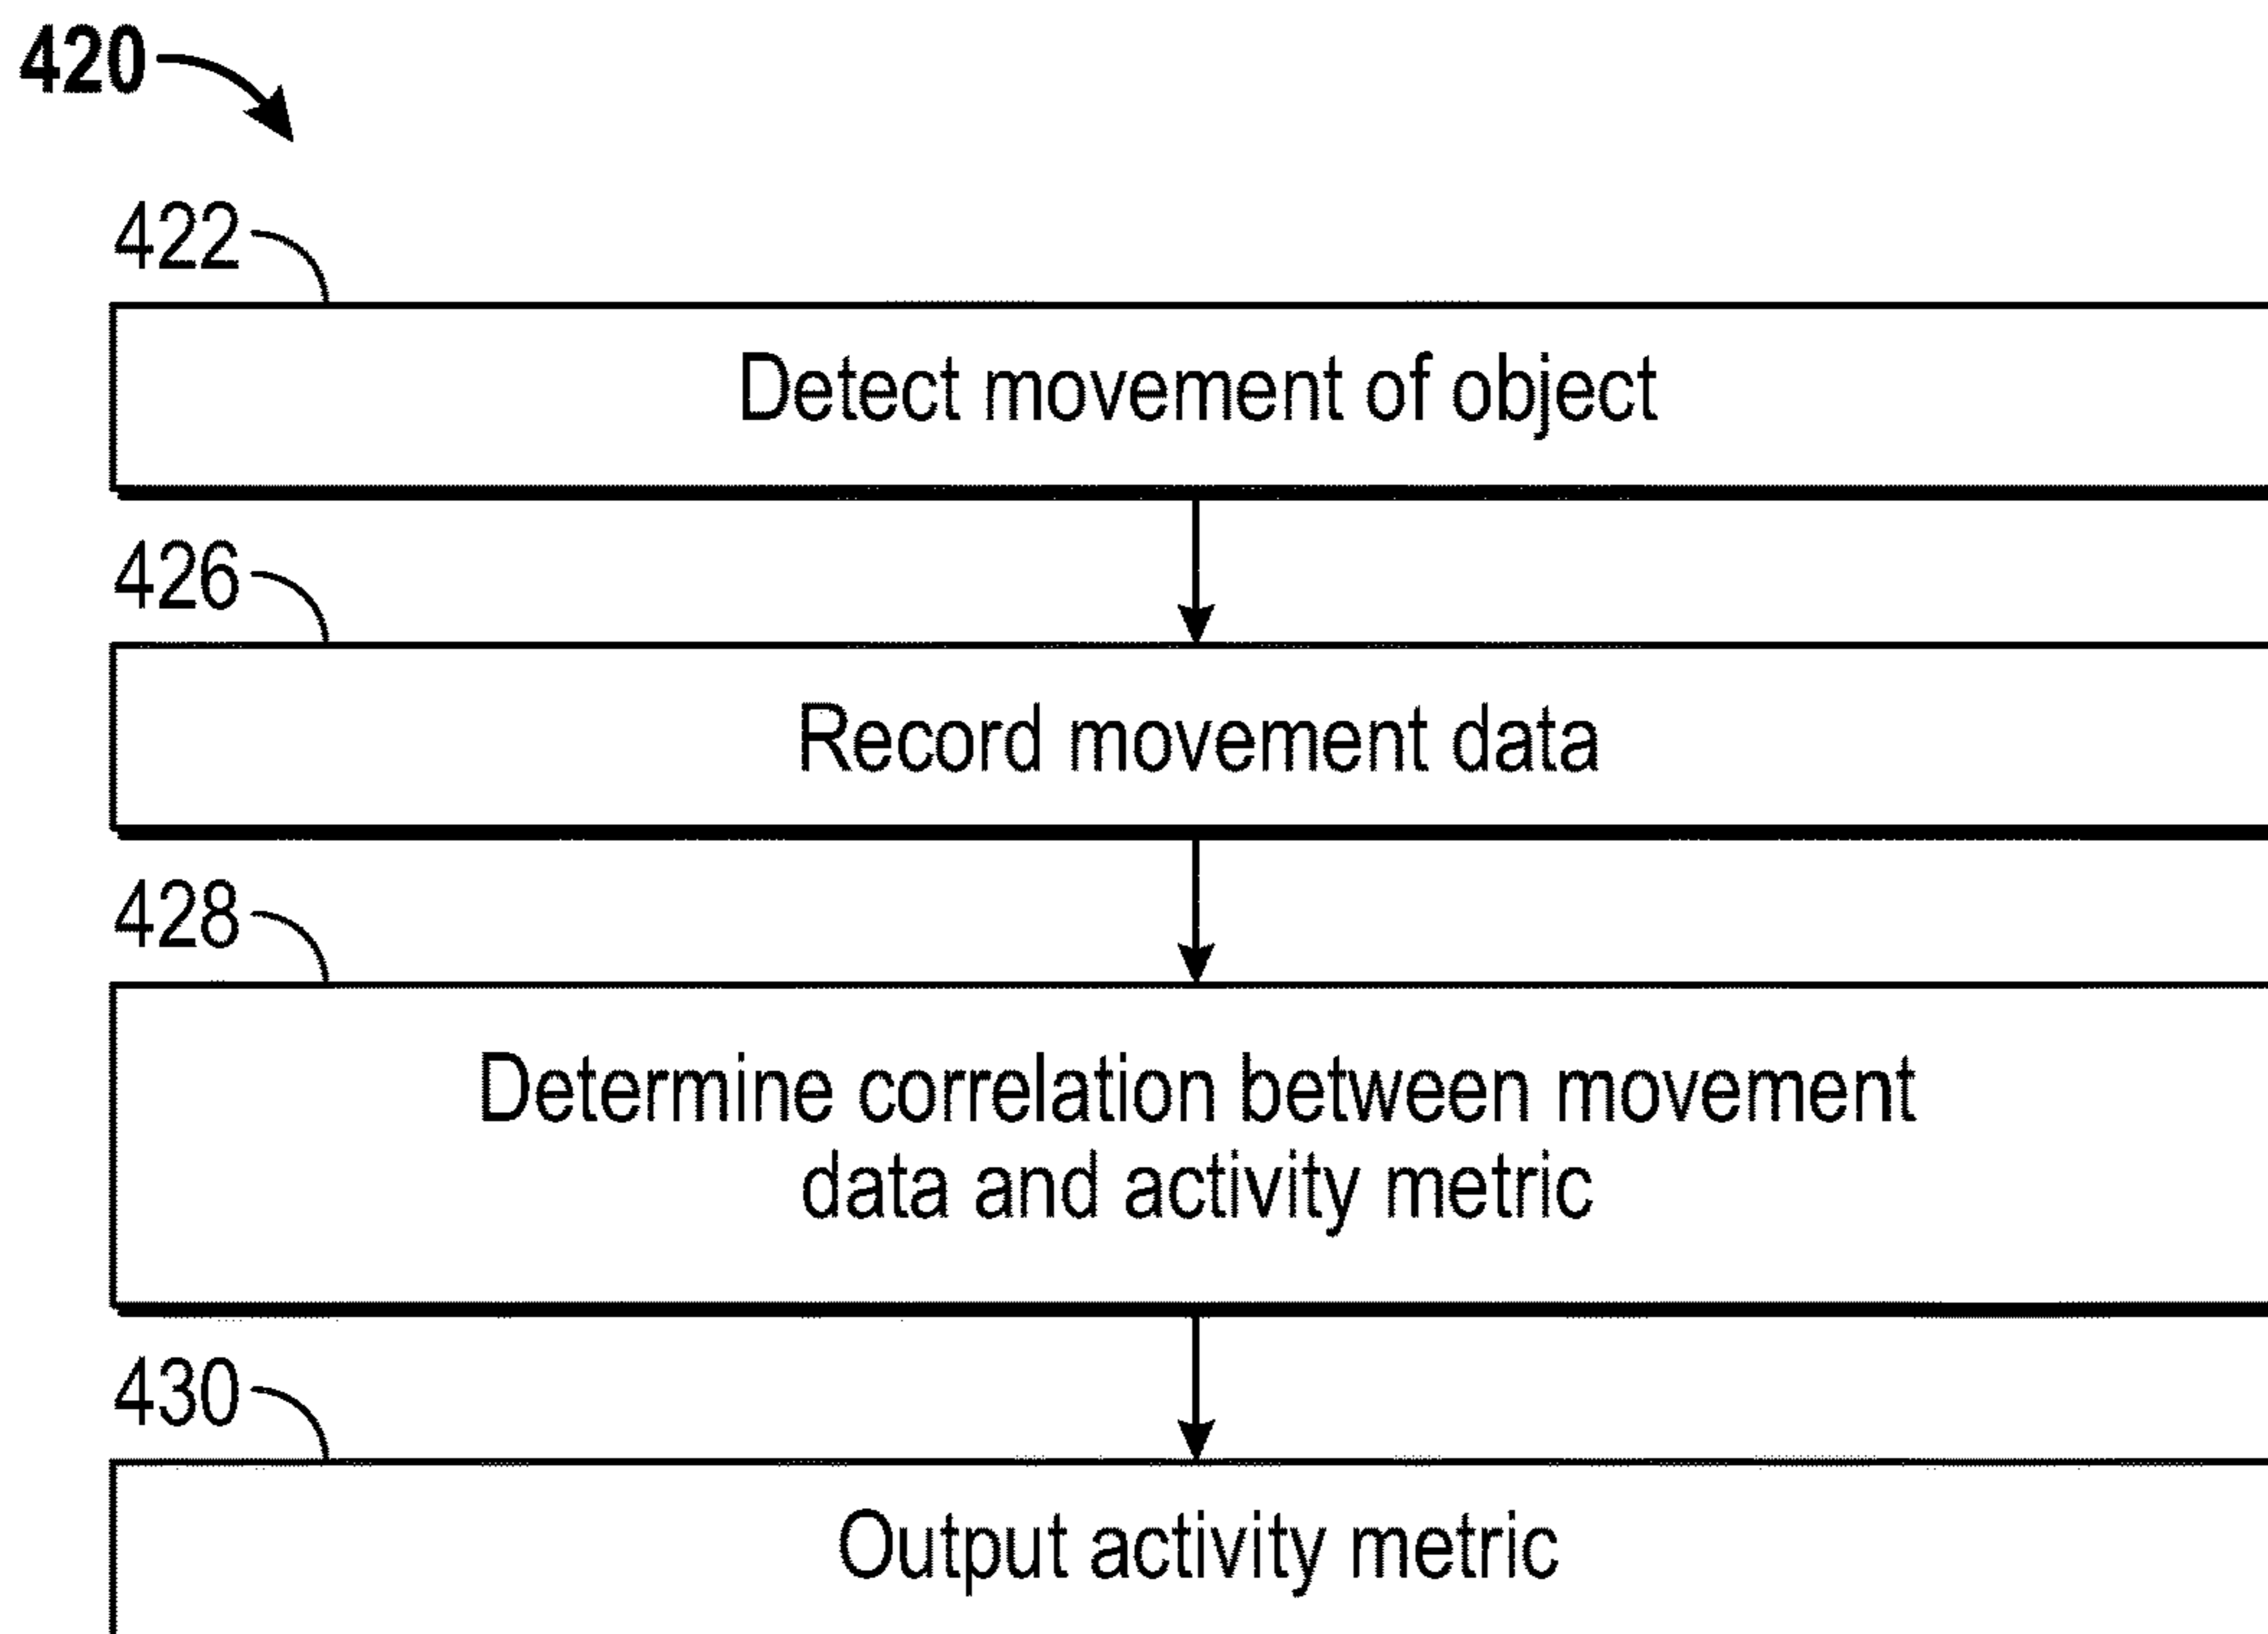 420
422
Detect movement of object
426
Record movement data
428
Determine correlation between movement
data and activity metric
430
Output activity metric